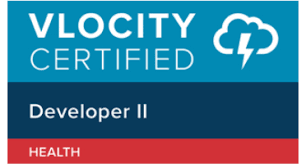 VLOCITY
CERTIFIED
Developer II
HEALTH